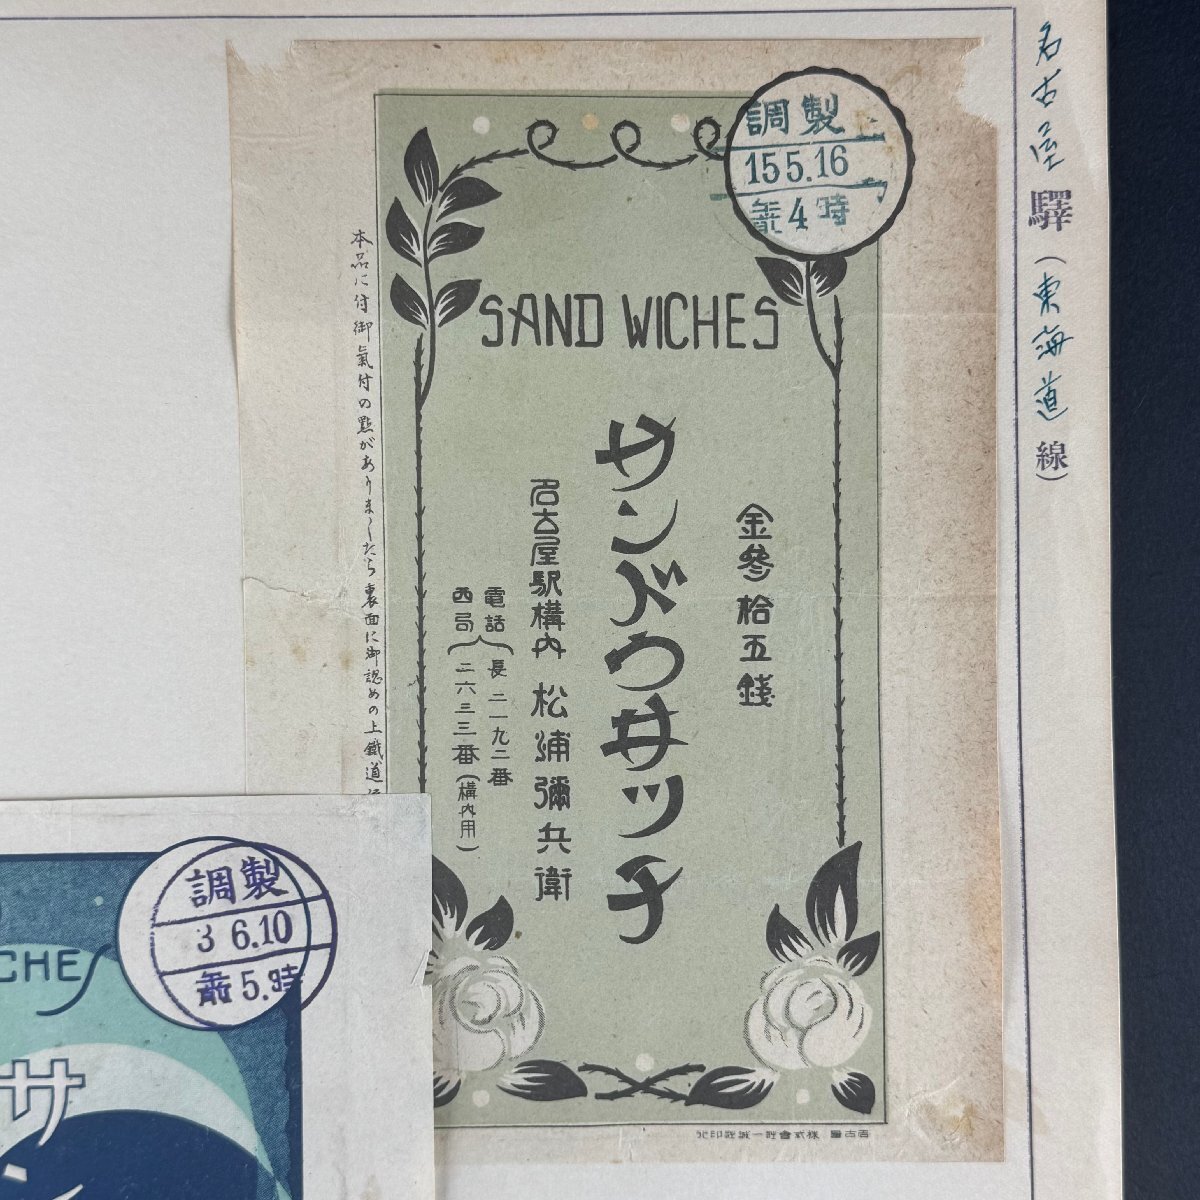 名古屋驛(東海道線)
調製
15 5.16
前4時
SAND WICHES
金參拾五錢
サンドウヰッチ
名古屋駅構内 松浦彌兵衛
電話 長二一九二番
西局 二六三三番(構内用)
本品に付御氣付の點がありましたら裏面に御認めの上鐵道
調製
3 6.10
前5.時
CHES
サン